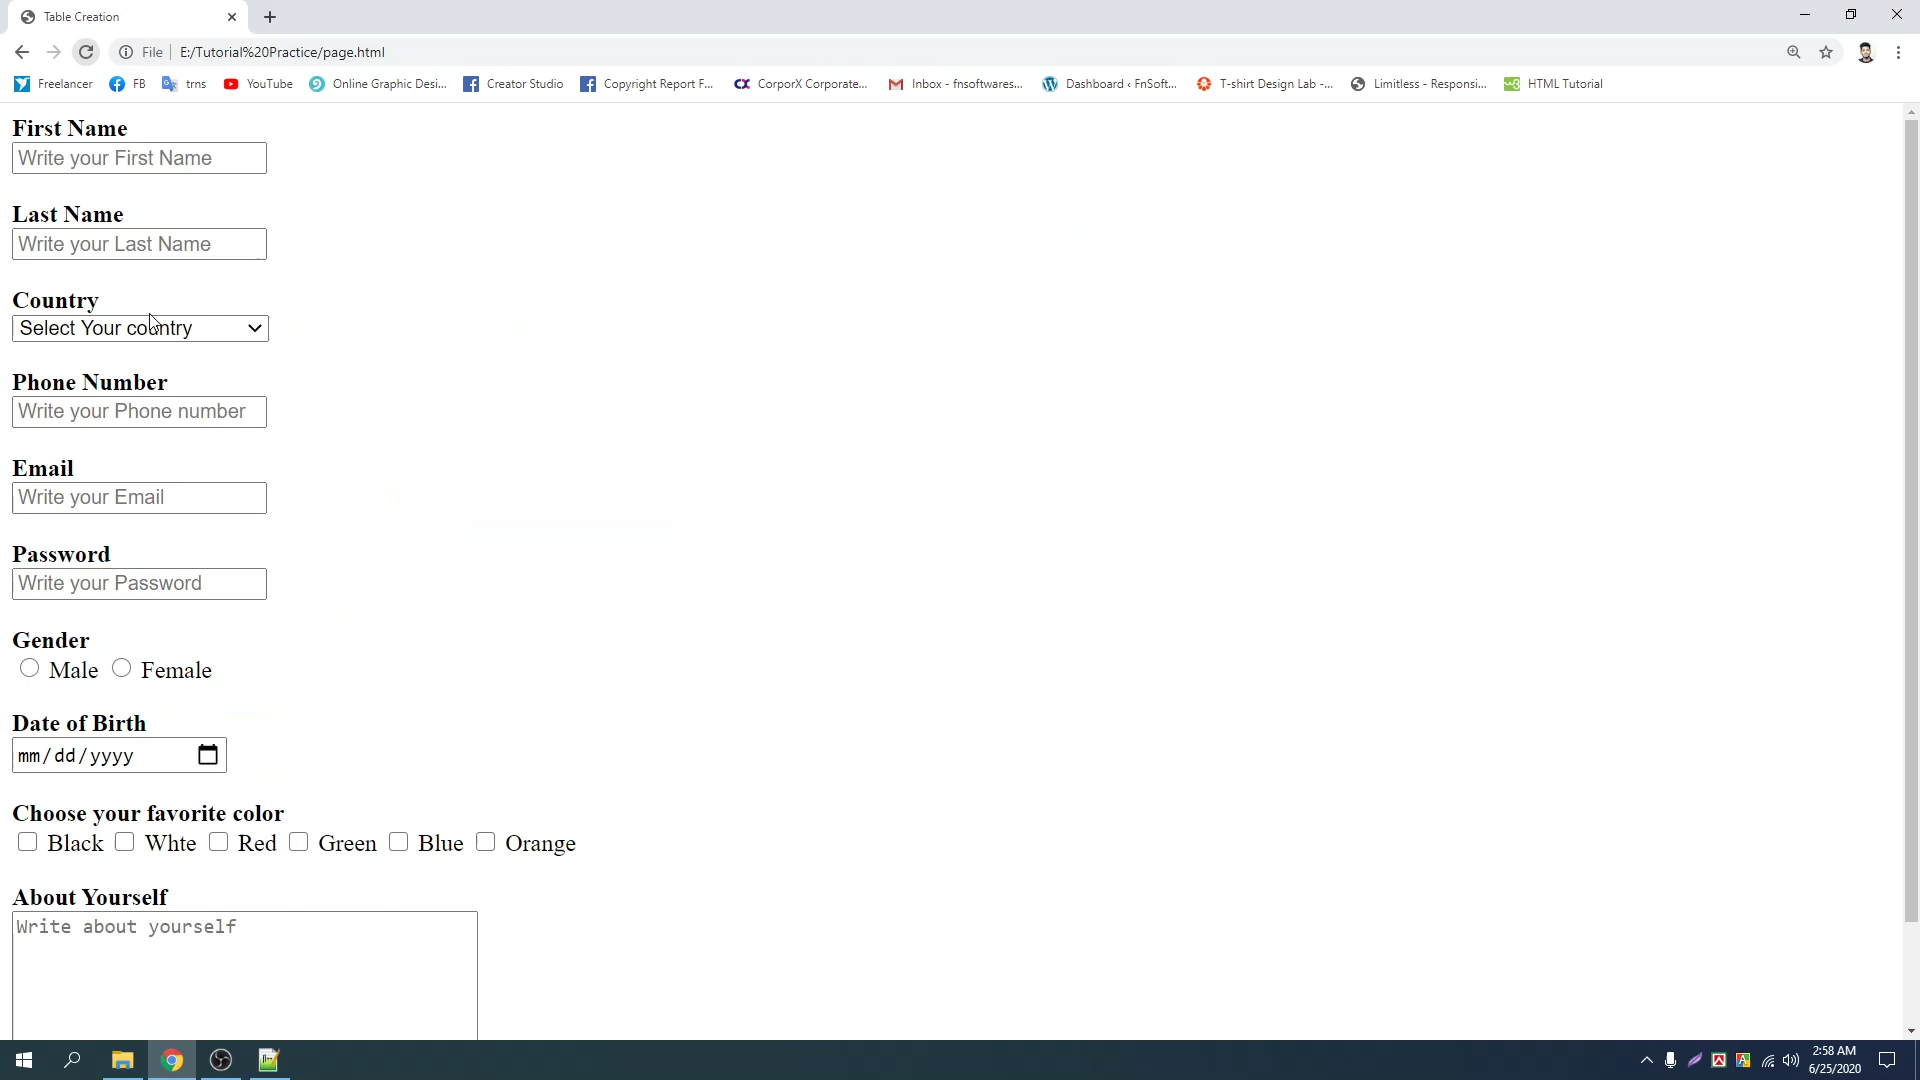 Table Creation
File E:/Tutorial%20Practice/page.html
Freelancer FB trns YouTube Online Graphic Desi... Creator Studio Copyright Report F... CorporX Corporate... Inbox - fnsoftwares... Dashboard ‹ FnSoft... T-shirt Design Lab -... Limitless - Responsi... HTML Tutorial
First Name
Write your First Name
Last Name
Write your Last Name
Country
Select Your country
Phone Number
Write your Phone number
Email
Write your Email
Password
Write your Password
Gender
Male Female
Date of Birth
mm/dd/yyyy
Choose your favorite color
Black Whte Red Green Blue Orange
About Yourself
Write about yourself
2:58 AM
6/25/2020